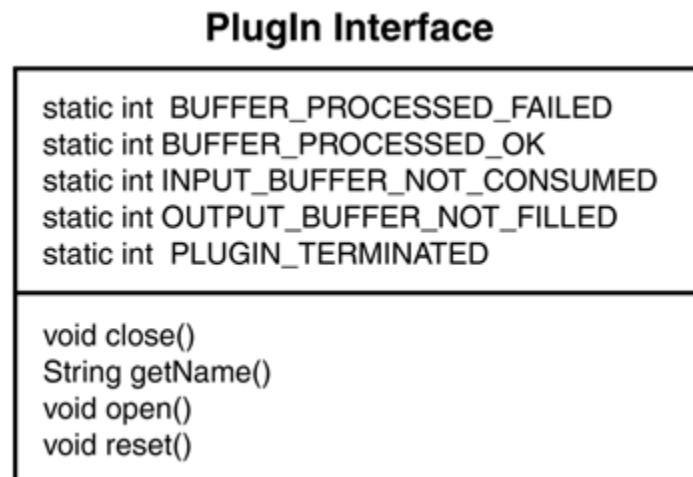 PlugIn Interface
static int BUFFER_PROCESSED_FAILED
static int BUFFER_PROCESSED_OK
static int INPUT_BUFFER_NOT_CONSUMED
static int OUTPUT_BUFFER_NOT_FILLED
static int PLUGIN_TERMINATED
void close()
String getName()
void open()
void reset()